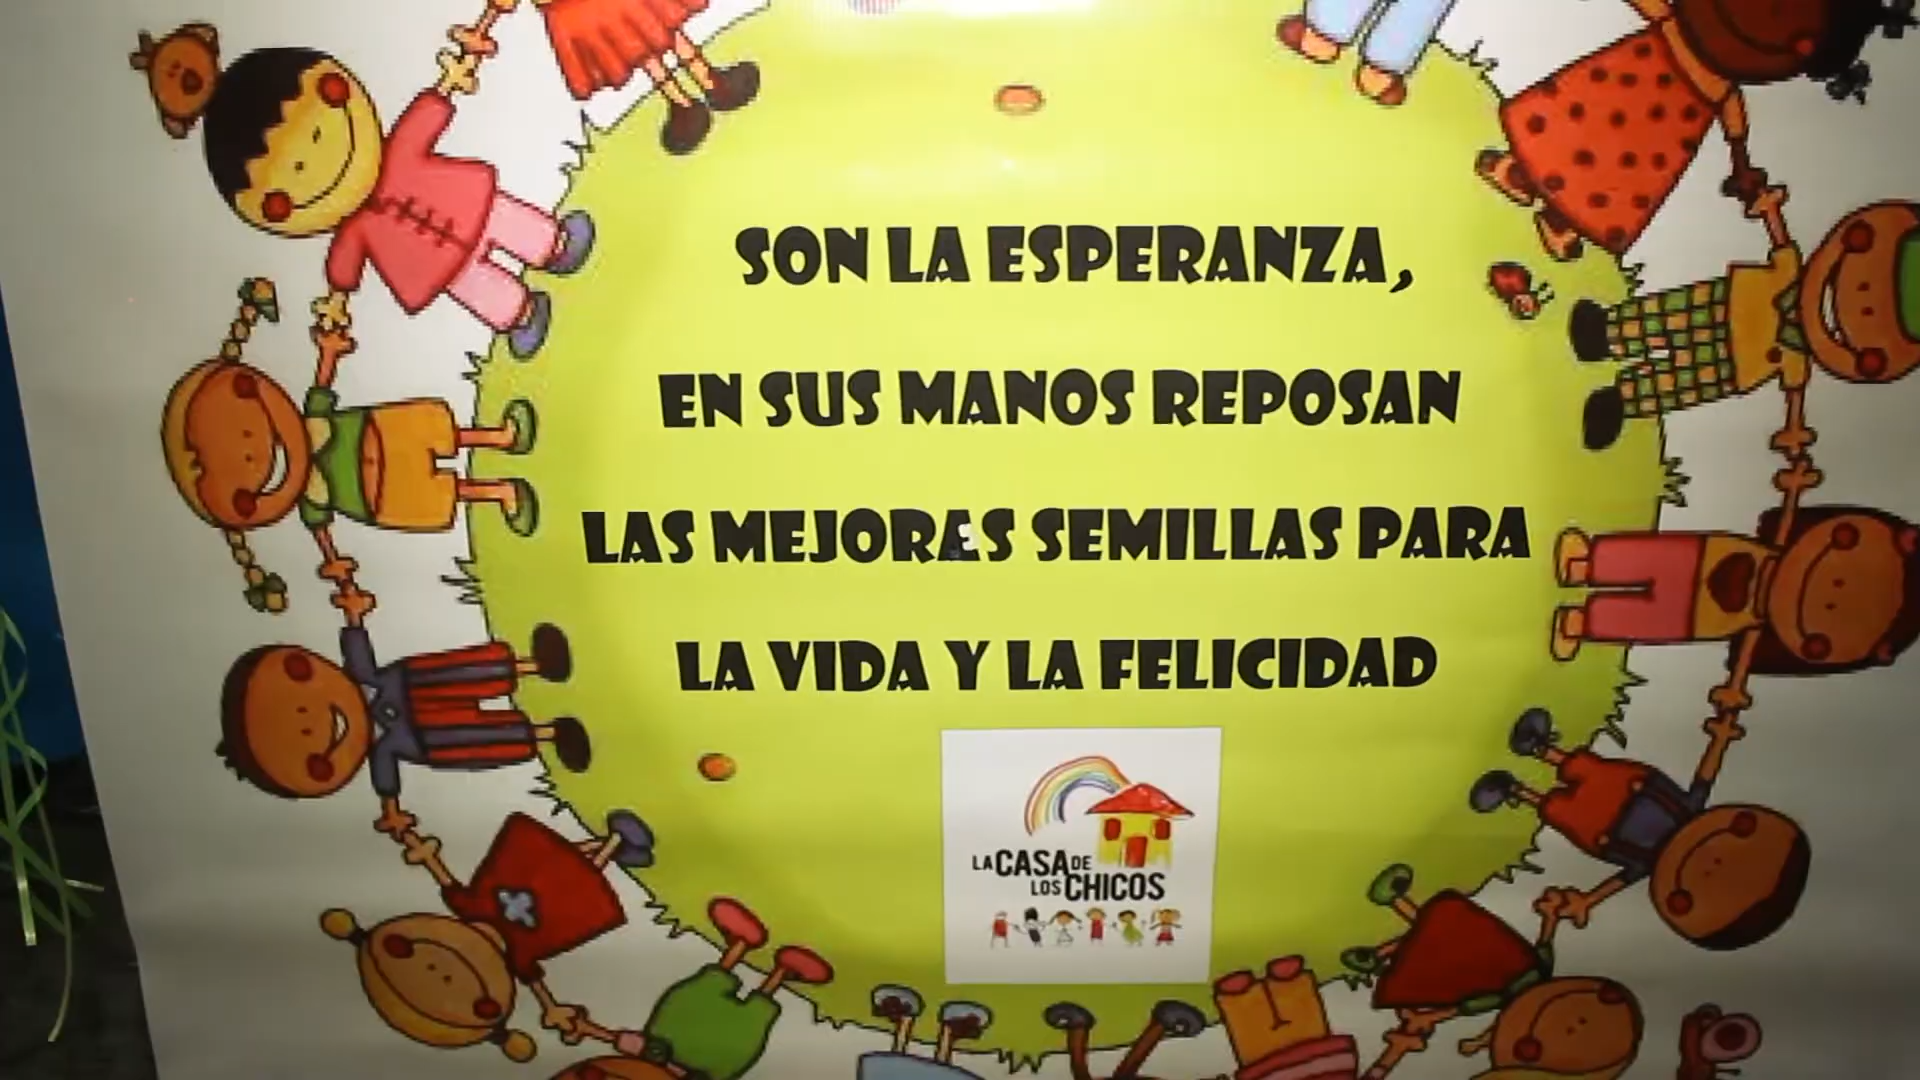 SON LA ESPERANZA,
EN SUS MANOS REPOSAN
LAS MEJORES SEMILLAS PARA
LA VIDA Y LA FELICIDAD
LA CASA DE
LOS CHICOS